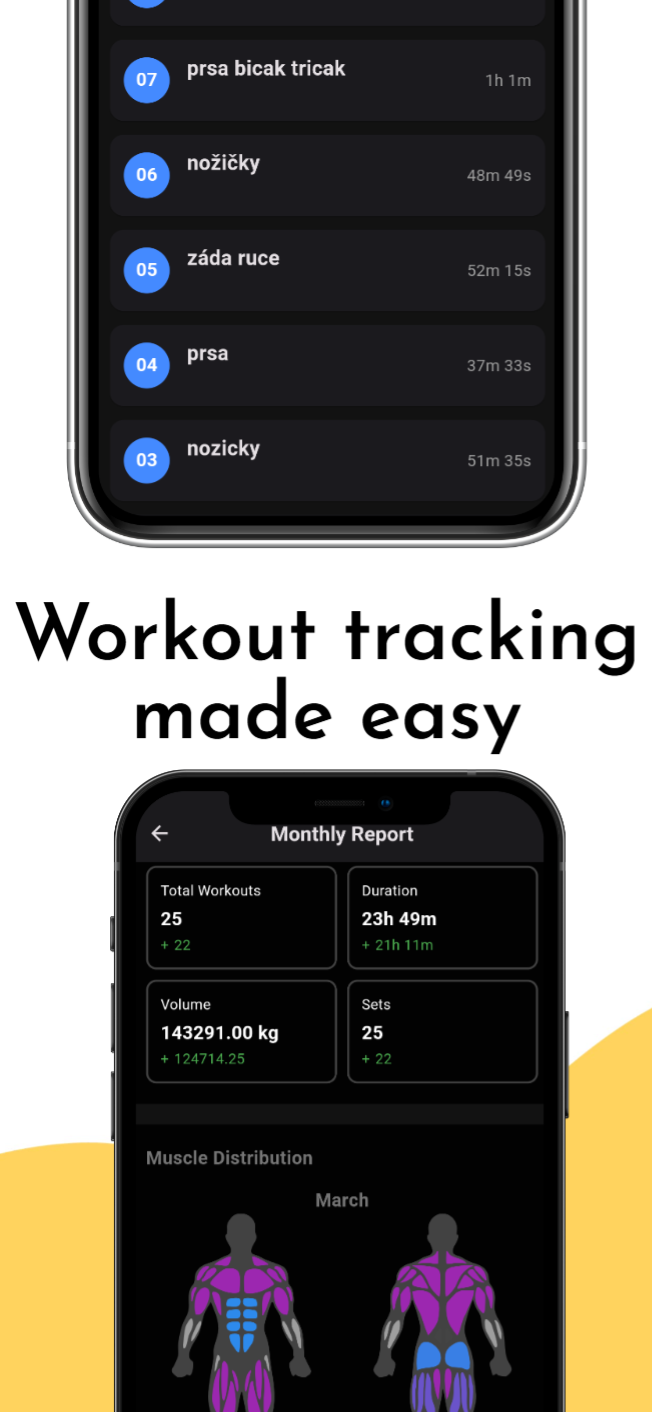 07
prsa bicak tricak
1h 1m
06
nožičky
48m 49s
05
záda ruce
52m 15s
04
prsa
37m 33s
03
nozicky
51m 35s
Workout tracking
made easy
Monthly Report
Total Workouts
25
+ 22
Duration
23h 49m
+ 21h 11m
Volume
143291.00 kg
+ 124714.25
Sets
25
+ 22
Muscle Distribution
March